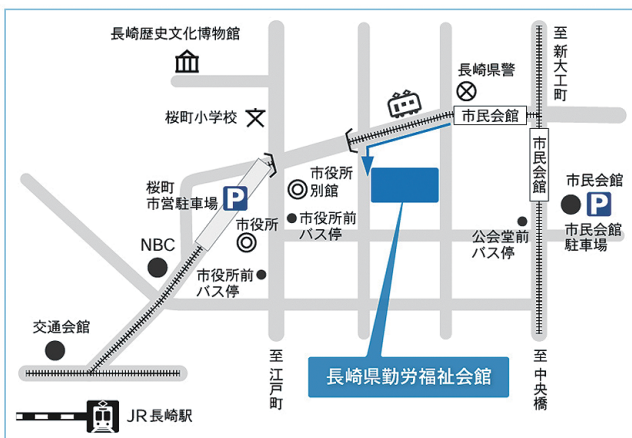 長崎歴史文化博物館
至新大工町
長崎県警
桜町小学校
市民会館
市民会館
市役所
別館
桜町
市営駐車場
P
市民会館
P
市役所前
バス停
市役所
公会堂前
バス停
市民会館
駐車場
NBC
市役所前
バス停
交通会館
至江戸町
長崎県勤労福祉会館
至中央橋
JR長崎駅